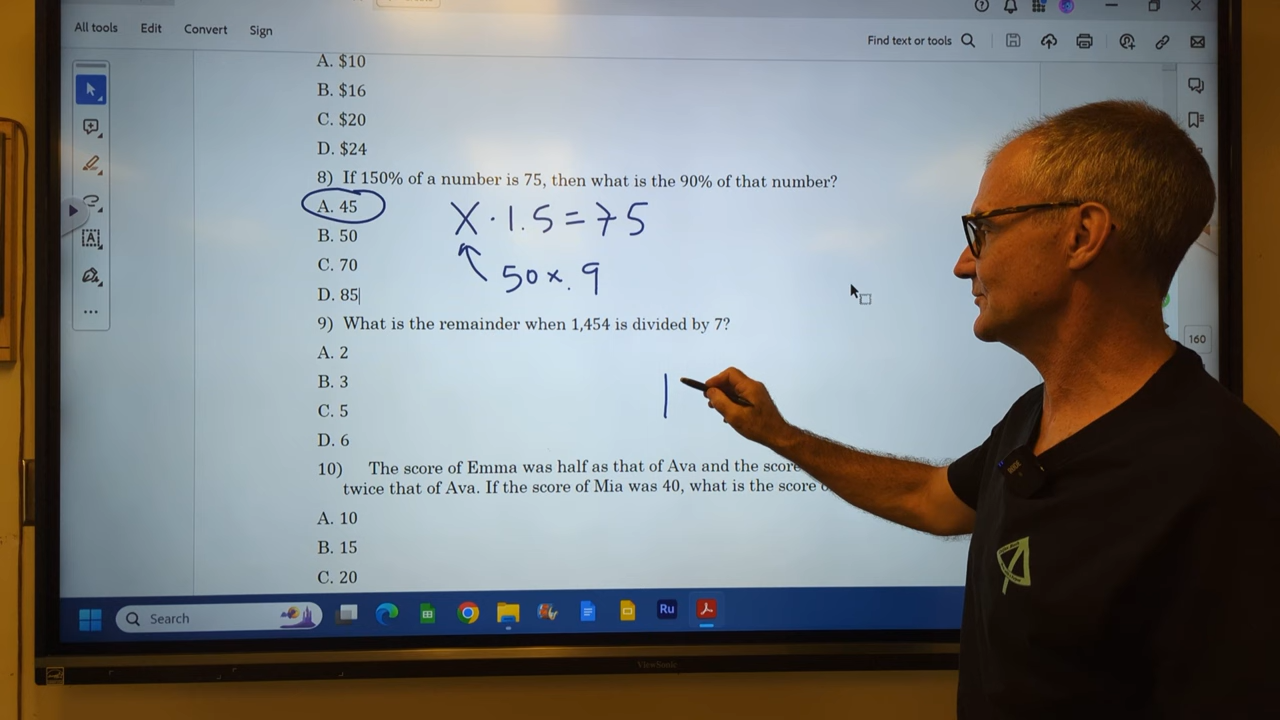 All tools Edit Convert Sign
Find text or tools
A. $10
B. $16
C. $20
D. $24
8) If 150% of a number is 75, then what is the 90% of that number?
A. 45
X · 1.5 = 75
B. 50
C. 70
50 x .9
D. 85
9) What is the remainder when 1,454 is divided by 7?
160
A. 2
B. 3
C. 5
D. 6
10) The score of Emma was half as that of Ava and the score
twice that of Ava. If the score of Mia was 40, what is the score
A. 10
B. 15
C. 20
Search
Ru
ViewSonic